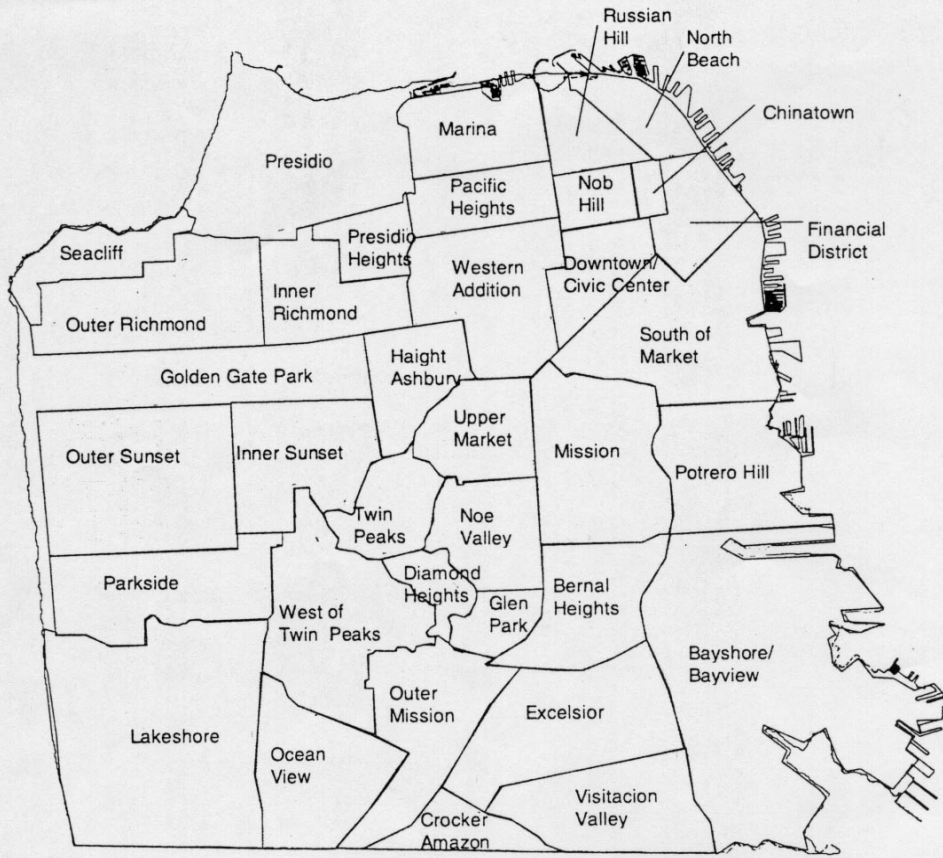 Russian
Hill
North
Beach
Chinatown
Marina
Presidio
Pacific
Heights
Nob
Hill
Financial
District
Seacliff
Presidio
Heights
Western
Addition
Downtown/
Civic Center
Inner
Richmond
Outer Richmond
South of
Market
Haight
Ashbury
Golden Gate Park
Upper
Market
Outer Sunset
Inner Sunset
Mission
Potrero Hill
Twin
Peaks
Noe
Valley
Parkside
Diamond
Heights
Bernal
Heights
Glen
Park
West of
Twin Peaks
Bayshore/
Bayview
Outer
Mission
Excelsior
Lakeshore
Ocean
View
Visitacion
Valley
Crocker
Amazon